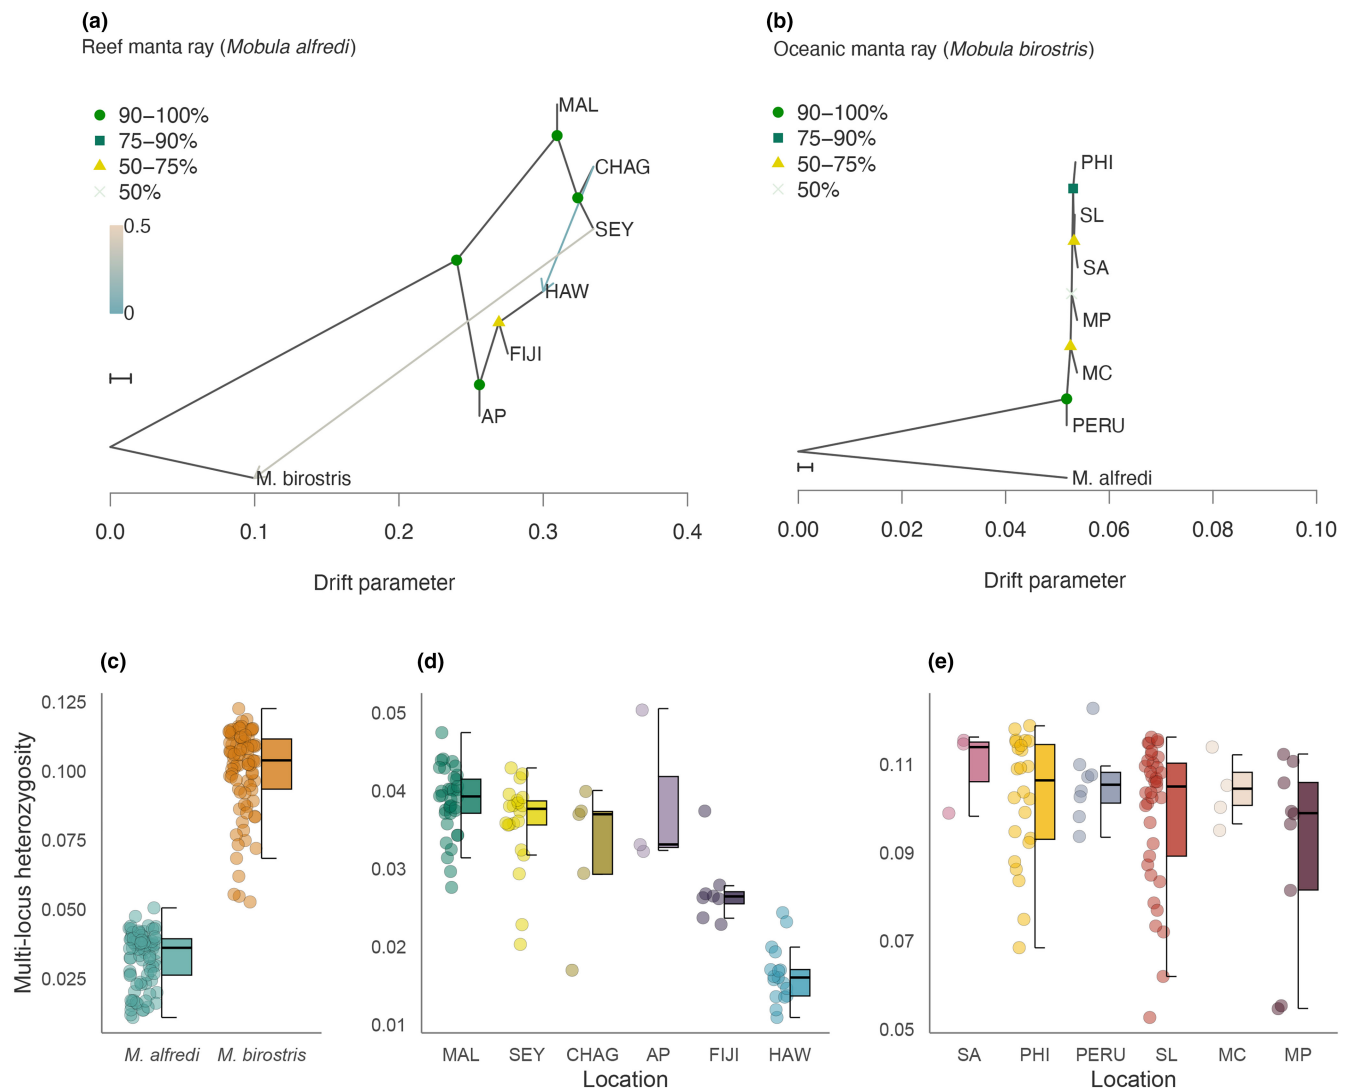 (a)
Reef manta ray (Mobula alfredi)
90–100%
75–90%
50–75%
50%
0.5
0
MAL
CHAG
SEY
HAW
FIJI
AP
M. birostris
0.0 0.1 0.2 0.3 0.4
Drift parameter
(b)
Oceanic manta ray (Mobula birostris)
90–100%
75–90%
50–75%
50%
PHI
SL
SA
MP
MC
PERU
M. alfredi
0.00 0.02 0.04 0.06 0.08 0.10
Drift parameter
(c)
Multi-locus heterozygosity
0.125
0.100
0.075
0.050
0.025
M. alfredi M. birostris
(d)
0.05
0.04
0.03
0.02
0.01
MAL SEY CHAG AP FIJI HAW
Location
(e)
0.11
0.09
0.07
0.05
SA PHI PERU SL MC MP
Location